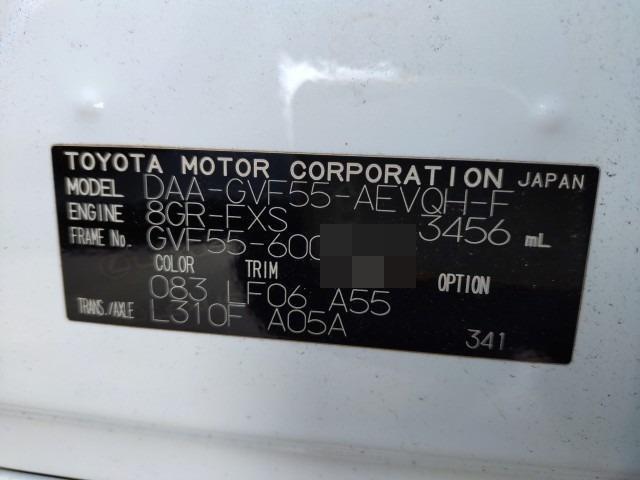 TOYOTA MOTOR CORPORATION JAPAN
MODEL DAA-GVF55-AEVQH-F
ENGINE 8GR-FXS 3456 mL
FRAME No. GVF55-600
COLOR TRIM OPTION
083 LF06 A55
TRANS./AXLE L310F A05A 341